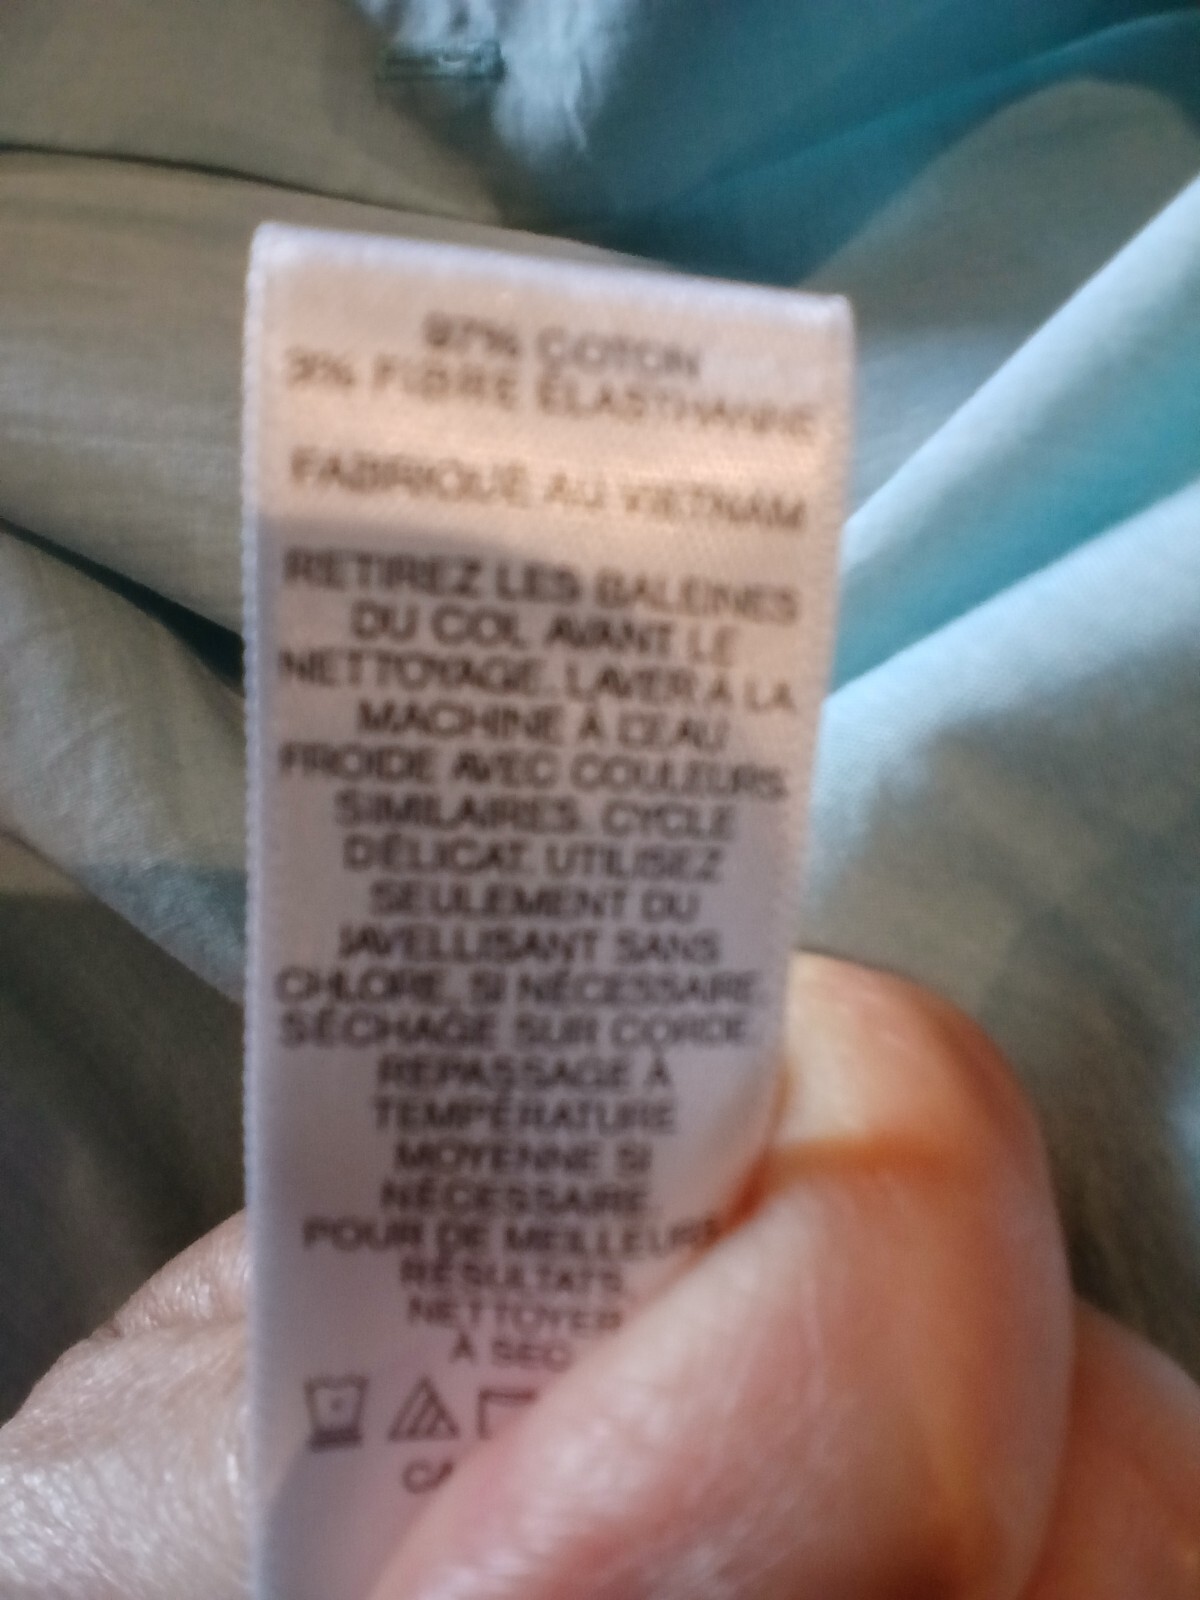 97% COTON
3% FIBRE ÉLASTHANNE
FABRIQUÉ AU VIETNAM
RETIREZ LES BALEINES
DU COL AVANT LE
NETTOYAGE. LAVER À LA
MACHINE À L'EAU
FROIDE AVEC COULEURS
SIMILAIRES. CYCLE
DÉLICAT. UTILISEZ
SEULEMENT DU
JAVELLISANT SANS
CHLORE, SI NÉCESSAIRE.
SÉCHAGE SUR CORDE.
REPASSAGE À
TEMPÉRATURE
MOYENNE SI
NÉCESSAIRE.
POUR DE MEILLEURS
RÉSULTATS,
NETTOYER
À SEC
CA